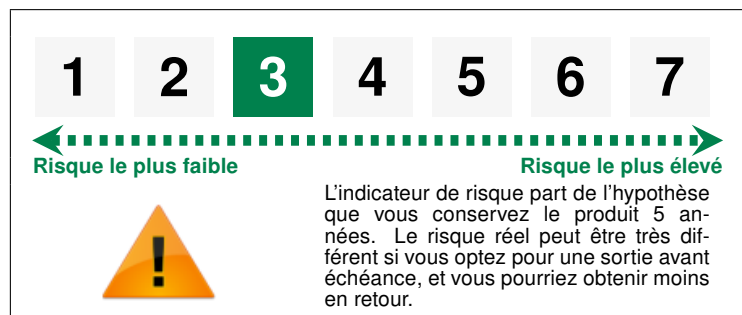 1 2 3 4 5 6 7
Risque le plus faible Risque le plus élevé
L'indicateur de risque part de l'hypothèse
que vous conservez le produit 5 an-
nées. Le risque réel peut être très dif-
férent si vous optez pour une sortie avant
échéance, et vous pourriez obtenir moins
en retour.